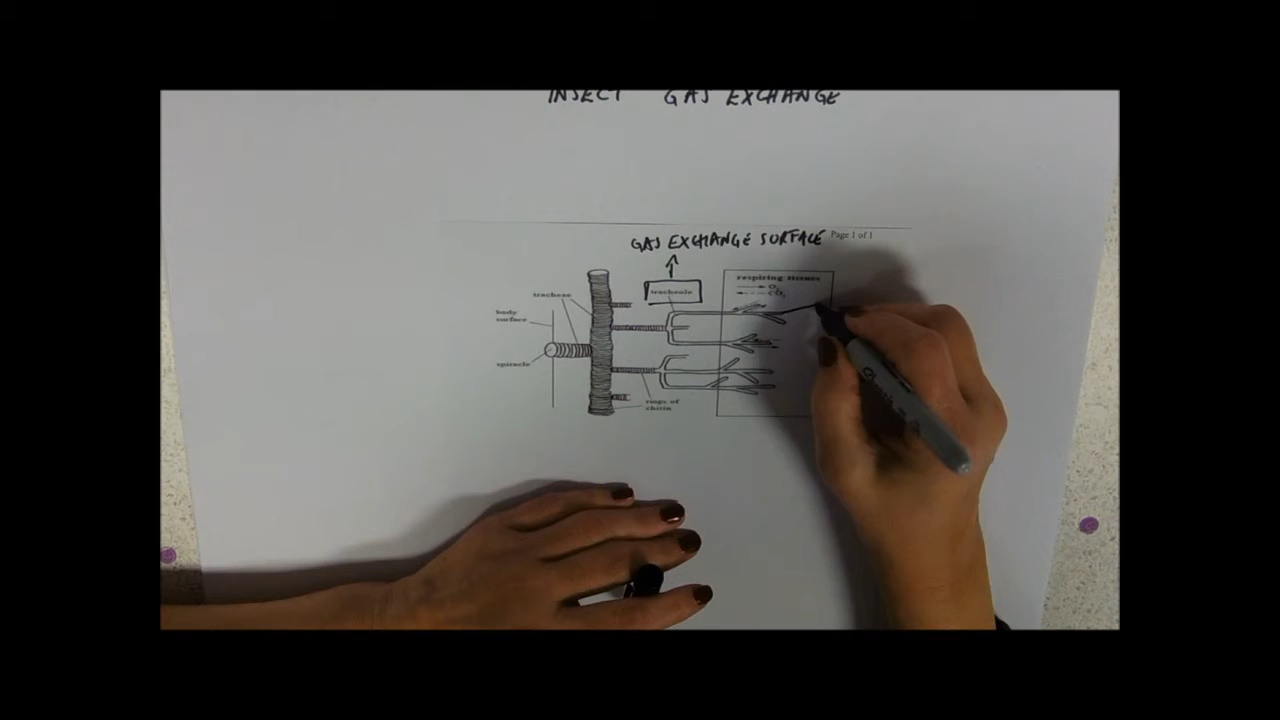 INSECT GAS EXCHANGE
GAS EXCHANGE SURFACE
Page 1 of 1
respiring tissues
tracheole
O₂
CO₂
tracheae
body
surface
spiracle
rings of
chitin